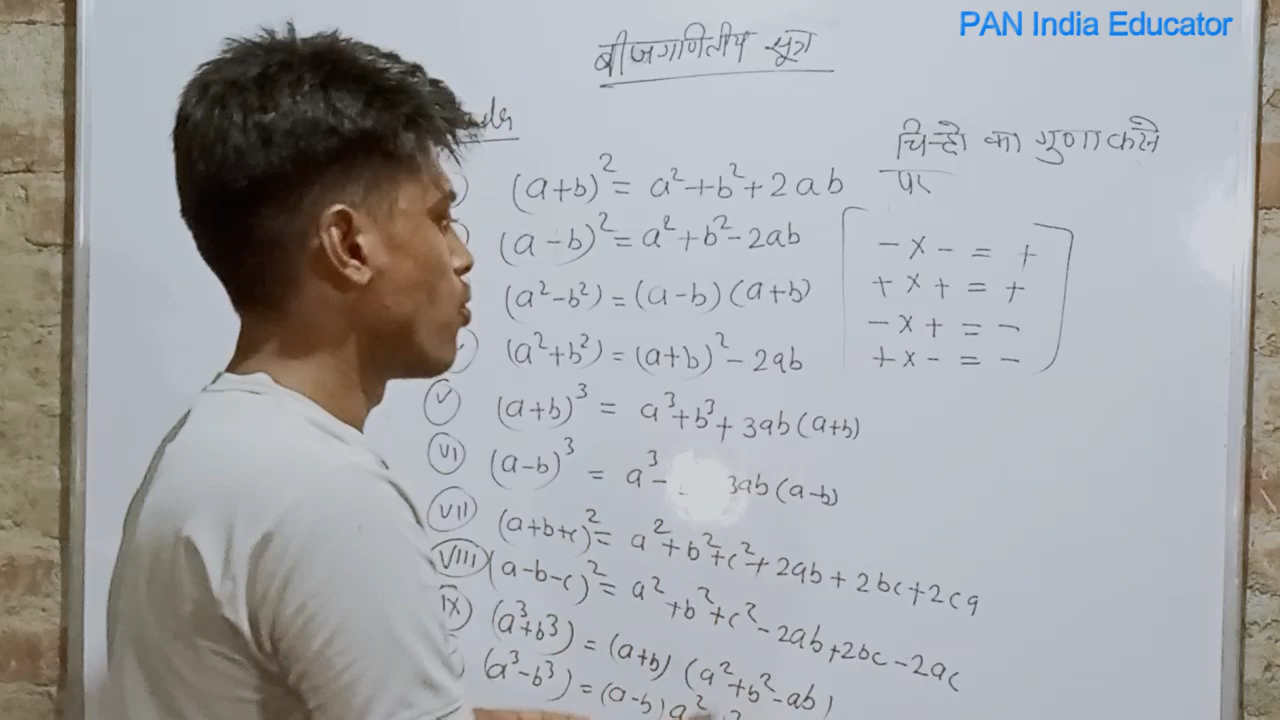 PAN India Educator
बीजगणितीय सूत्र
(a+b)² = a²+b²+2ab
(a-b)² = a²+b²-2ab
(a²-b²) = (a-b)(a+b)
(a²+b²) = (a+b)²-2ab
V (a+b)³ = a³+b³+3ab(a+b)
VI (a-b)³ = a³- 3ab(a-b)
VII (a+b+c)² = a²+b²+c²+2ab+2bc+2ca
VIII (a-b-c)² = a²+b²+c²-2ab+2bc-2ac
IX (a³+b³) = (a+b)(a²+b²-ab)
(a³-b³) = (a-b)a²
चिन्हो का गुणा करने
पर
- × - = +
+ × + = +
- × + = -
+ × - = -